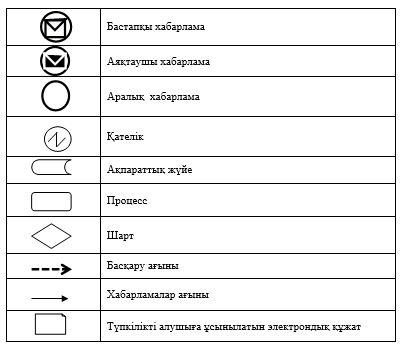 Бастапқы хабарлама
Аяқтаушы хабарлама
Аралық хабарлама
Қателік
Ақпараттық жүйе
Процесс
Шарт
Басқару ағыны
Хабарламалар ағыны
Түпкілікті алушыға ұсынылатын электрондық құжат